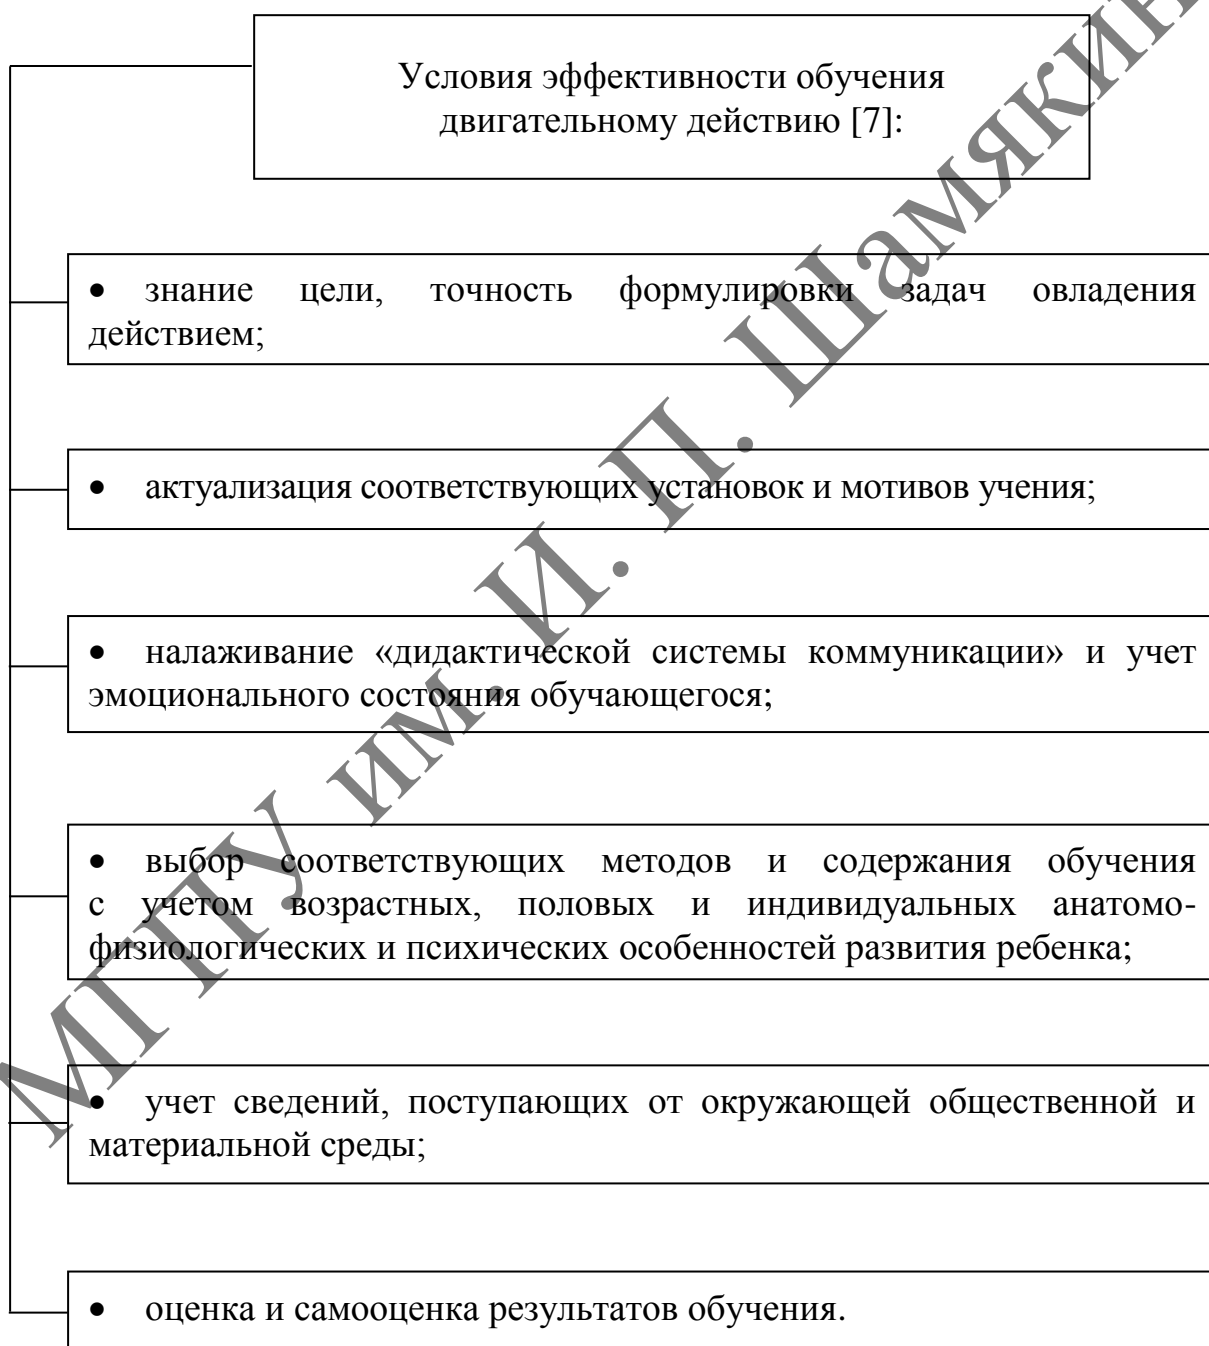 Условия эффективности обучения
двигательному действию [7]:
• знание цели, точность формулировки задач овладения
действием;
• актуализация соответствующих установок и мотивов учения;
• налаживание «дидактической системы коммуникации» и учет
эмоционального состояния обучающегося;
• выбор соответствующих методов и содержания обучения
с учетом возрастных, половых и индивидуальных анатомо-
физиологических и психических особенностей развития ребенка;
• учет сведений, поступающих от окружающей общественной и
материальной среды;
• оценка и самооценка результатов обучения.
МГПУ им. И. П. Шамякин